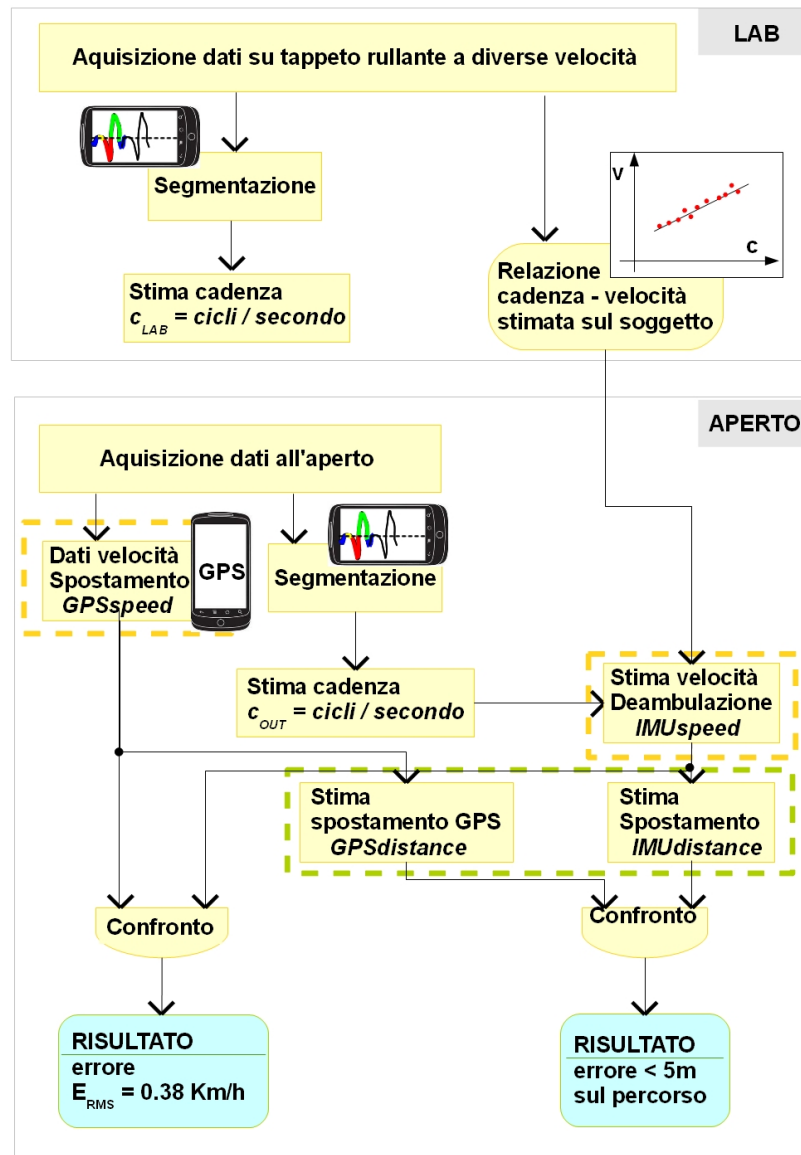 LAB
Aquisizione dati su tappeto rullante a diverse velocità
Segmentazione
V
C
Stima cadenza
c_LAB = cicli / secondo
Relazione
cadenza - velocità
stimata sul soggetto
APERTO
Aquisizione dati all'aperto
Dati velocità
Spostamento
GPSspeed
GPS
Segmentazione
Stima cadenza
c_OUT = cicli / secondo
Stima velocità
Deambulazione
IMUspeed
Stima
spostamento GPS
GPSdistance
Stima
Spostamento
IMUdistance
Confronto
Confronto
RISULTATO
errore
E_RMS = 0.38 Km/h
RISULTATO
errore < 5m
sul percorso